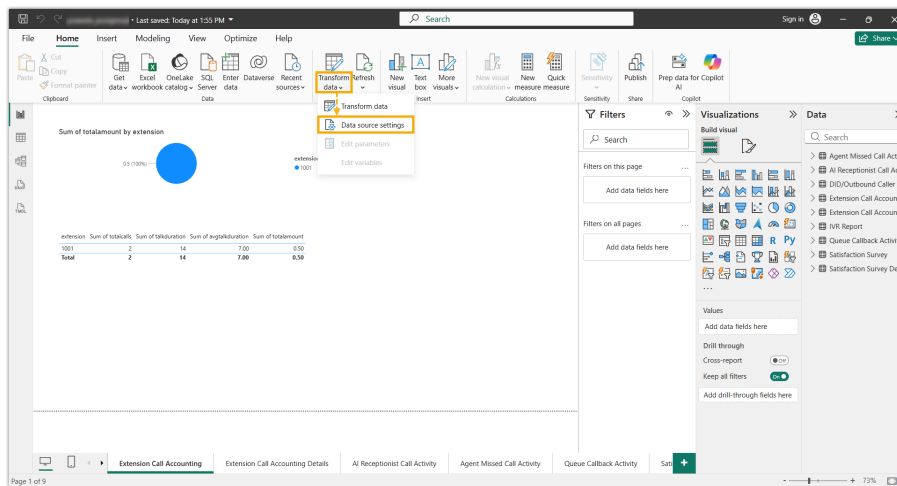 • Last saved: Today at 1:55 PM
Search
Sign in
File Home Insert Modeling View Optimize Help
Share
Paste
Cut
Copy
Format painter
Clipboard
Get data
Excel workbook
OneLake catalog
SQL Server
Enter data
Dataverse
Recent sources
Data
Transform data
Refresh
New visual
Text box
More visuals
Insert
New visual calculation
New measure
Quick measure
Calculations
Sensitivity
Sensitivity
Publish
Share
Prep data for AI
Copilot
Copilot
Transform data
Data source settings
Edit parameters
Edit variables
Sum of totalamount by extension
0.5 (100%)
1001
extension Sum of totalcalls Sum of talkduration Sum of avgtalkduration Sum of totalamount
1001 2 14 7.00 0.50
Total 2 14 7.00 0.50
Filters
Search
Filters on this page
...
Add data fields here
Filters on all pages
...
Add data fields here
Visualizations
Build visual
R Py
...
Values
Add data fields here
Drill through
Cross-report
Off
Keep all filters
On
Add drill-through fields here
Data
Search
Agent Missed Call Act
AI Receptionist Call Ac
DID/Outbound Caller
Extension Call Accoun
Extension Call Accoun
IVR Report
Queue Callback Activi
Satisfaction Survey
Satisfaction Survey De
Extension Call Accounting
Extension Call Accounting Details
AI Receptionist Call Activity
Agent Missed Call Activity
Queue Callback Activity
Sati
Page 1 of 9
73%